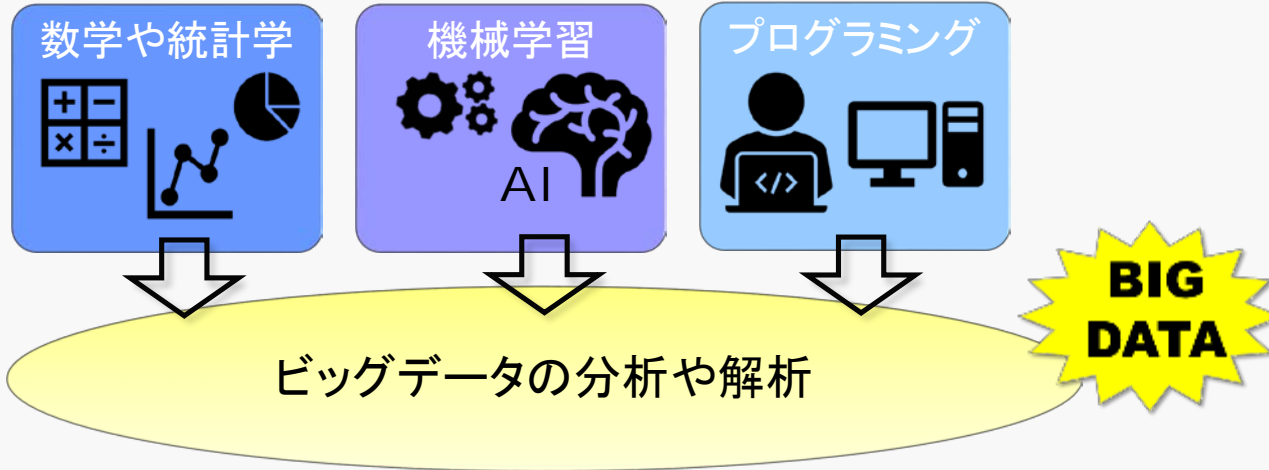 数学や統計学
機械学習
プログラミング
+ −
× ÷
AI
</>
BIG
DATA
ビッグデータの分析や解析